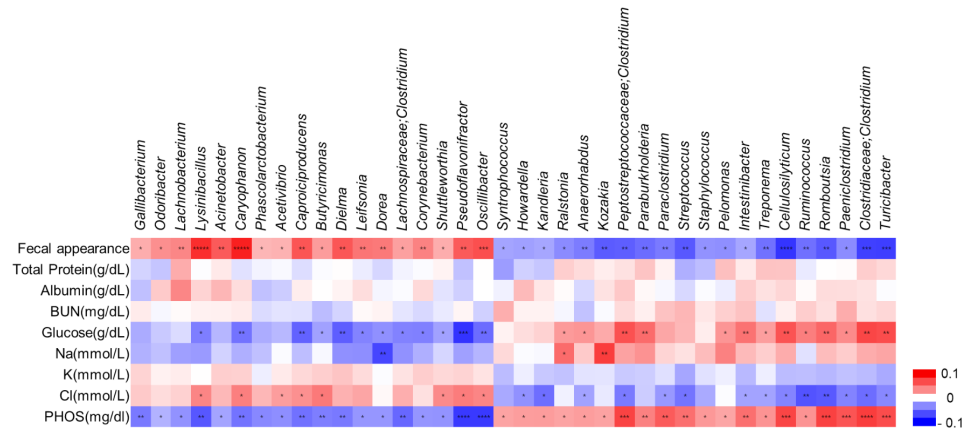 Gallibacterium
Odoribacter
Lachnobacterium
Lysinibacillus
Acinetobacter
Caryophanon
Phascolarctobacterium
Acetivibrio
Caproiciproducens
Butyricimonas
Dielma
Leifsonia
Dorea
Lachnospiraceae;Clostridium
Corynebacterium
Shuttleworthia
Pseudoflavonifractor
Oscillibacter
Syntrophococcus
Howardella
Kandleria
Ralstonia
Anaerorhabdus
Kozakia
Peptostreptococcaceae;Clostridium
Paraburkholderia
Paraclostridium
Streptococcus
Staphylococcus
Pelomonas
Intestinibacter
Treponema
Cellulosilyticum
Ruminococcus
Romboutsia
Paeniclostridium
Clostridiaceae;Clostridium
Turicibacter
Fecal appearance
Total Protein(g/dL)
Albumin(g/dL)
BUN(mg/dL)
Glucose(g/dL)
Na(mmol/L)
K(mmol/L)
Cl(mmol/L)
PHOS(mg/dl)
0.1
0
- 0.1